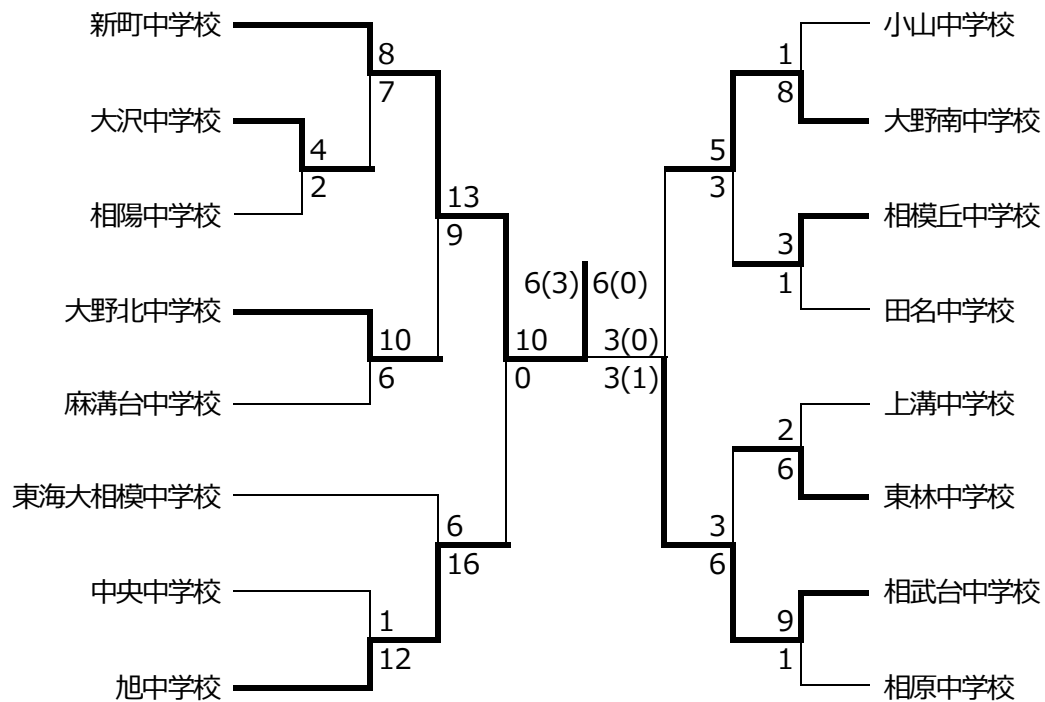 新町中学校
8
7
大沢中学校
4
2
相陽中学校
13
9
大野北中学校
10
6
麻溝台中学校
10
0
東海大相模中学校
6
16
中央中学校
1
12
旭中学校
6(3)
6(0)
3(0)
3(1)
小山中学校
1
8
大野南中学校
5
3
相模丘中学校
3
1
田名中学校
上溝中学校
2
6
東林中学校
3
6
相武台中学校
9
1
相原中学校